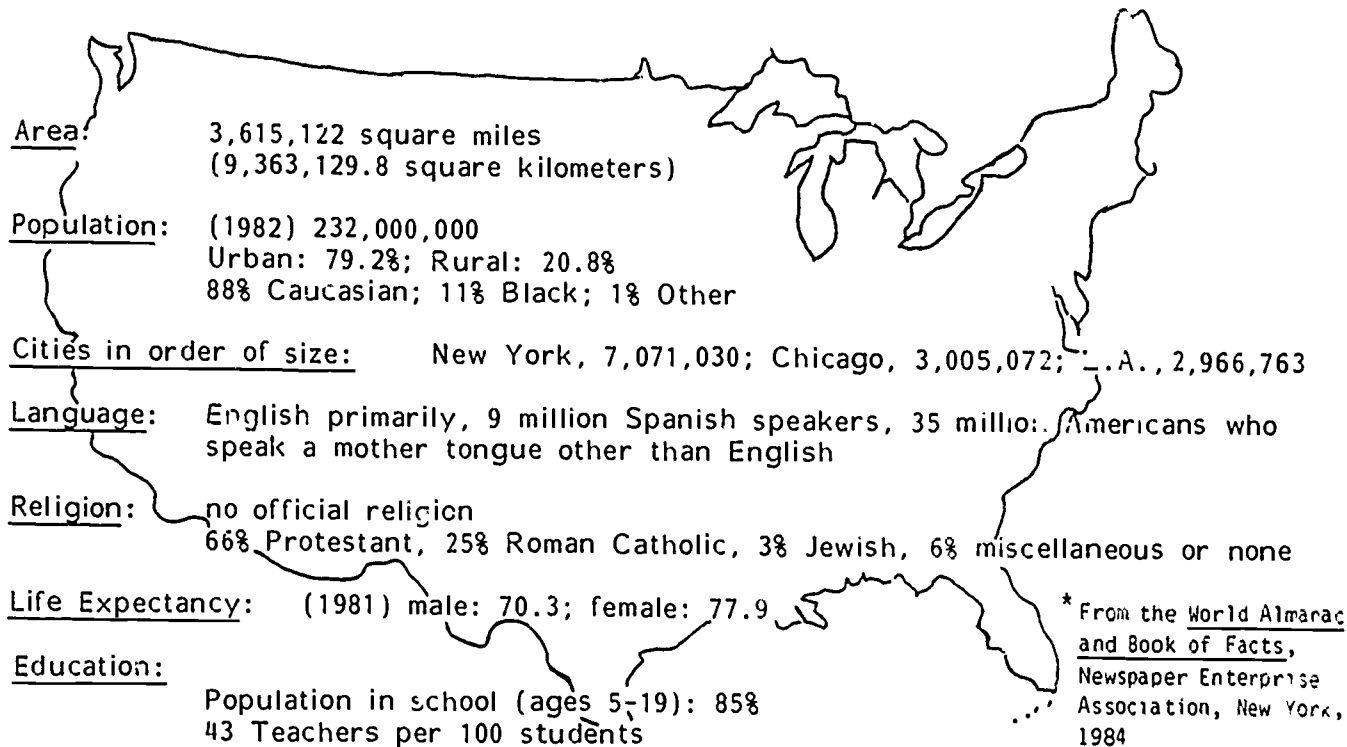 Area: 3,615,122 square miles
(9,363,129.8 square kilometers)
Population: (1982) 232,000,000
Urban: 79.2%; Rural: 20.8%
88% Caucasian; 11% Black; 1% Other
Cities in order of size: New York, 7,071,030; Chicago, 3,005,072; L.A., 2,966,763
Language: English primarily, 9 million Spanish speakers, 35 million Americans who
speak a mother tongue other than English
Religion: no official religion
66% Protestant, 25% Roman Catholic, 3% Jewish, 6% miscellaneous or none
Life Expectancy: (1981) male: 70.3; female: 77.9
Education:
Population in school (ages 5-19): 85%
43 Teachers per 100 students
* From the World Almanac
and Book of Facts,
Newspaper Enterprise
Association, New York,
1984